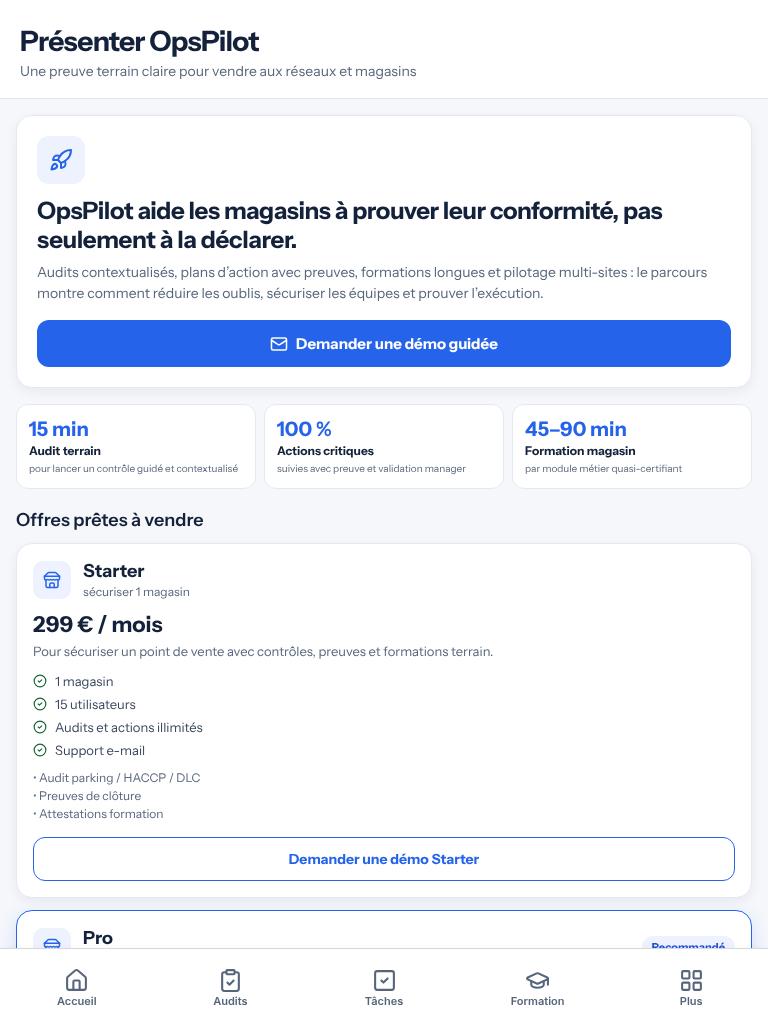 Présenter OpsPilot
Une preuve terrain claire pour vendre aux réseaux et magasins
OpsPilot aide les magasins à prouver leur conformité, pas
seulement à la déclarer.
Audits contextualisés, plans d’action avec preuves, formations longues et pilotage multi-sites : le parcours
montre comment réduire les oublis, sécuriser les équipes et prouver l’exécution.
Demander une démo guidée
15 min
Audit terrain
pour lancer un contrôle guidé et contextualisé
100 %
Actions critiques
suivies avec preuve et validation manager
45–90 min
Formation magasin
par module métier quasi-certifiant
Offres prêtes à vendre
Starter
sécuriser 1 magasin
299 € / mois
Pour sécuriser un point de vente avec contrôles, preuves et formations terrain.
1 magasin
15 utilisateurs
Audits et actions illimités
Support e-mail
• Audit parking / HACCP / DLC
• Preuves de clôture
• Attestations formation
Demander une démo Starter
Pro
Recommandé
Accueil
Audits
Tâches
Formation
Plus